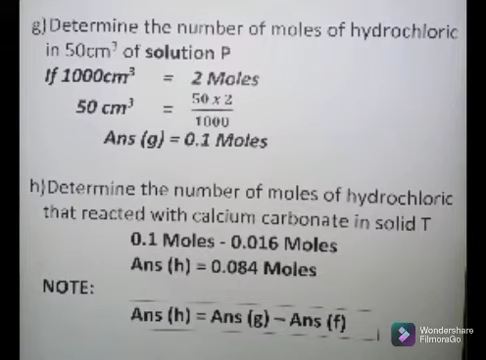 g)Determine the number of moles of hydrochloric
in 50cm³ of solution P
If 1000cm³ = 2 Moles
50 cm³ = 50 x 2
1000
Ans (g) = 0.1 Moles
h)Determine the number of moles of hydrochloric
that reacted with calcium carbonate in solid T
0.1 Moles - 0.016 Moles
Ans (h) = 0.084 Moles
NOTE:
Ans (h) = Ans (g) – Ans (f)
Wondershare
FilmoraGo